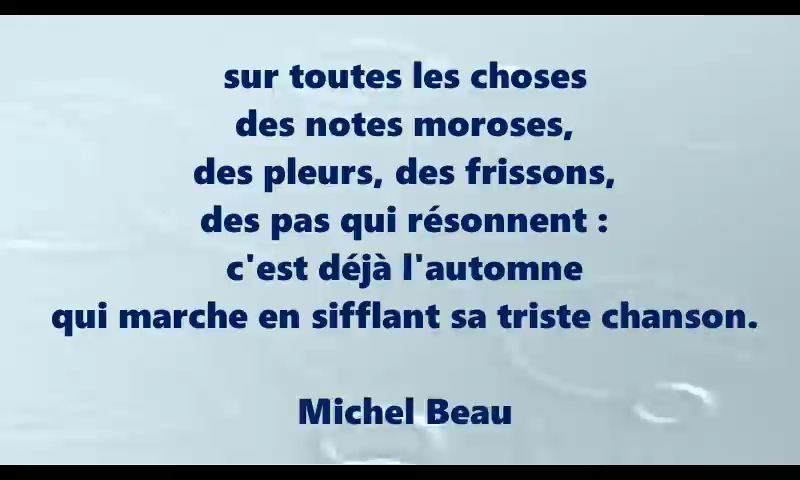 sur toutes les choses
des notes moroses,
des pleurs, des frissons,
des pas qui résonnent :
c'est déjà l'automne
qui marche en sifflant sa triste chanson.
Michel Beau